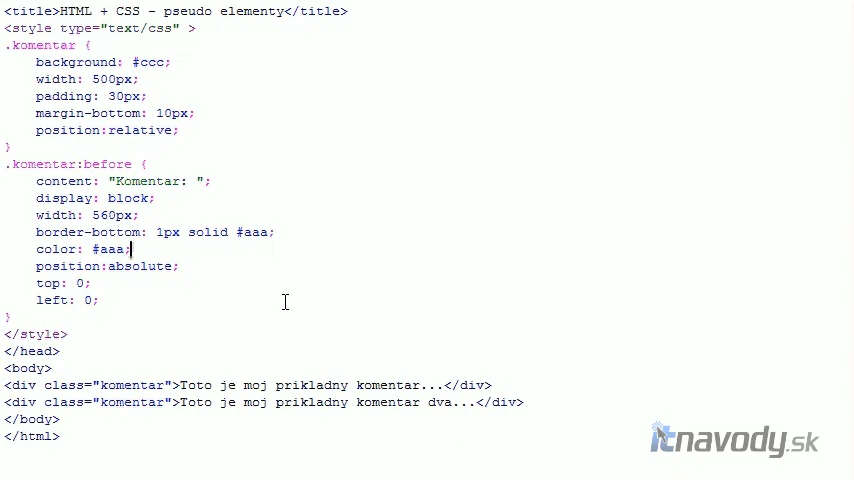 <title>HTML + CSS - pseudo elementy</title>
<style type="text/css" >
.komentar {
    background: #ccc;
    width: 500px;
    padding: 30px;
    margin-bottom: 10px;
    position:relative;
}
.komentar:before {
    content: "Komentar: ";
    display: block;
    width: 560px;
    border-bottom: 1px solid #aaa;
    color: #aaa;
    position:absolute;
    top: 0;
    left: 0;
}
</style>
</head>
<body>
<div class="komentar">Toto je moj prikladny komentar...</div>
<div class="komentar">Toto je moj prikladny komentar dva...</div>
</body>
</html>
itnavody.sk